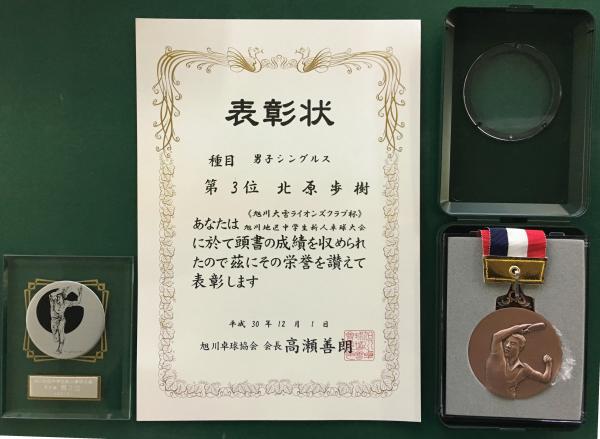 表彰状
種目 男子シングルス
第3位 北原歩樹
《旭川大雪ライオンズクラブ杯》
あなたは 旭川地区中学生新人卓球大会
に於て頭書の成績を収められ
たので茲にその栄誉を讃えて
表彰します
平成30年12月1日
旭川卓球協会 会長 高瀬善朗